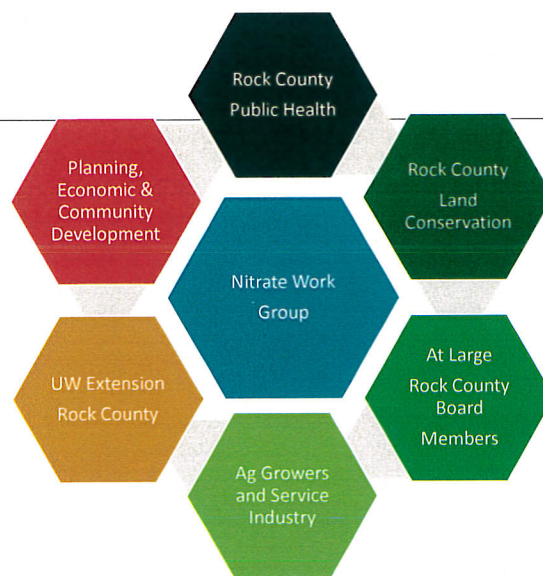 Rock County
Public Health
Planning,
Economic &
Community
Development
Rock County
Land
Conservation
Nitrate Work
Group
UW Extension
Rock County
At Large
Rock County
Board
Members
Ag Growers
and Service
Industry